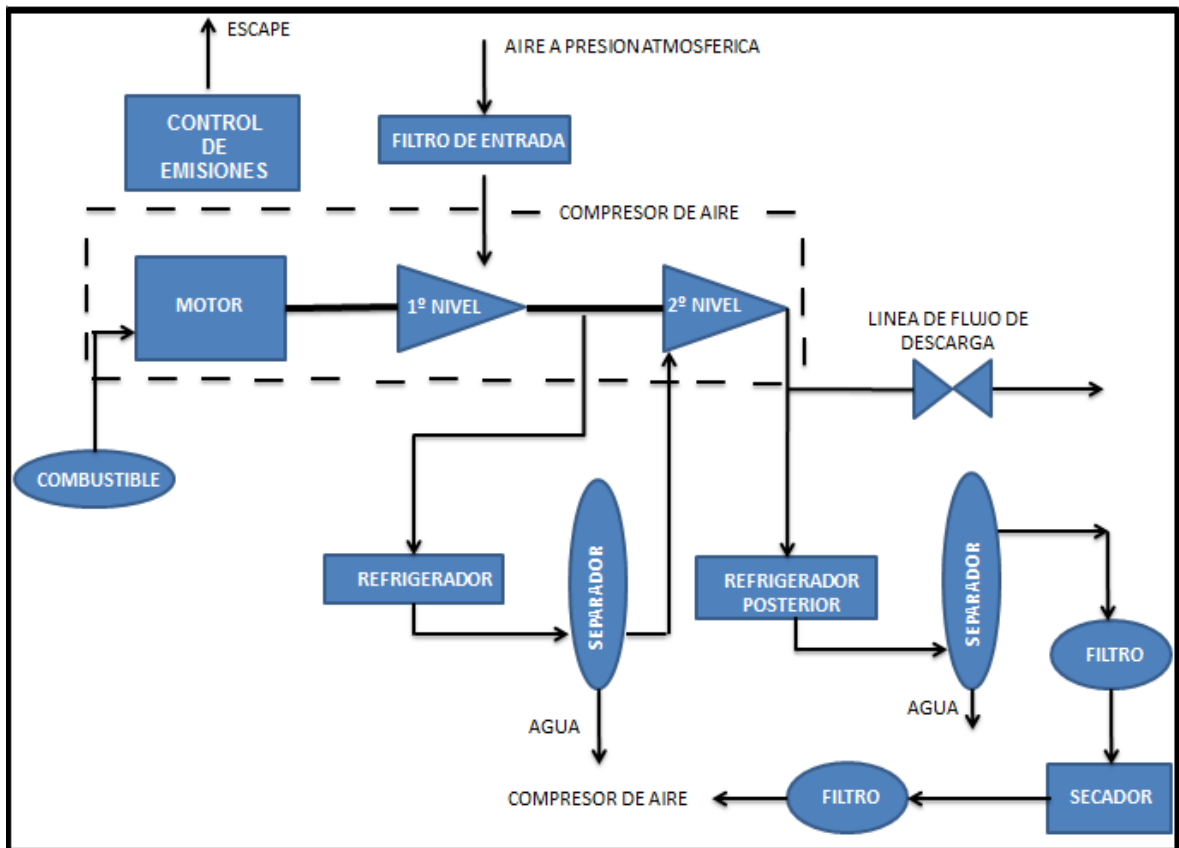 ESCAPE
AIRE A PRESION ATMOSFERICA
CONTROL
DE
EMISIONES
FILTRO DE ENTRADA
COMPRESOR DE AIRE
MOTOR
1º NIVEL
2º NIVEL
LINEA DE FLUJO DE
DESCARGA
COMBUSTIBLE
REFRIGERADOR
SEPARADOR
REFRIGERADOR
POSTERIOR
SEPARADOR
FILTRO
AGUA
AGUA
COMPRESOR DE AIRE
FILTRO
SECADOR